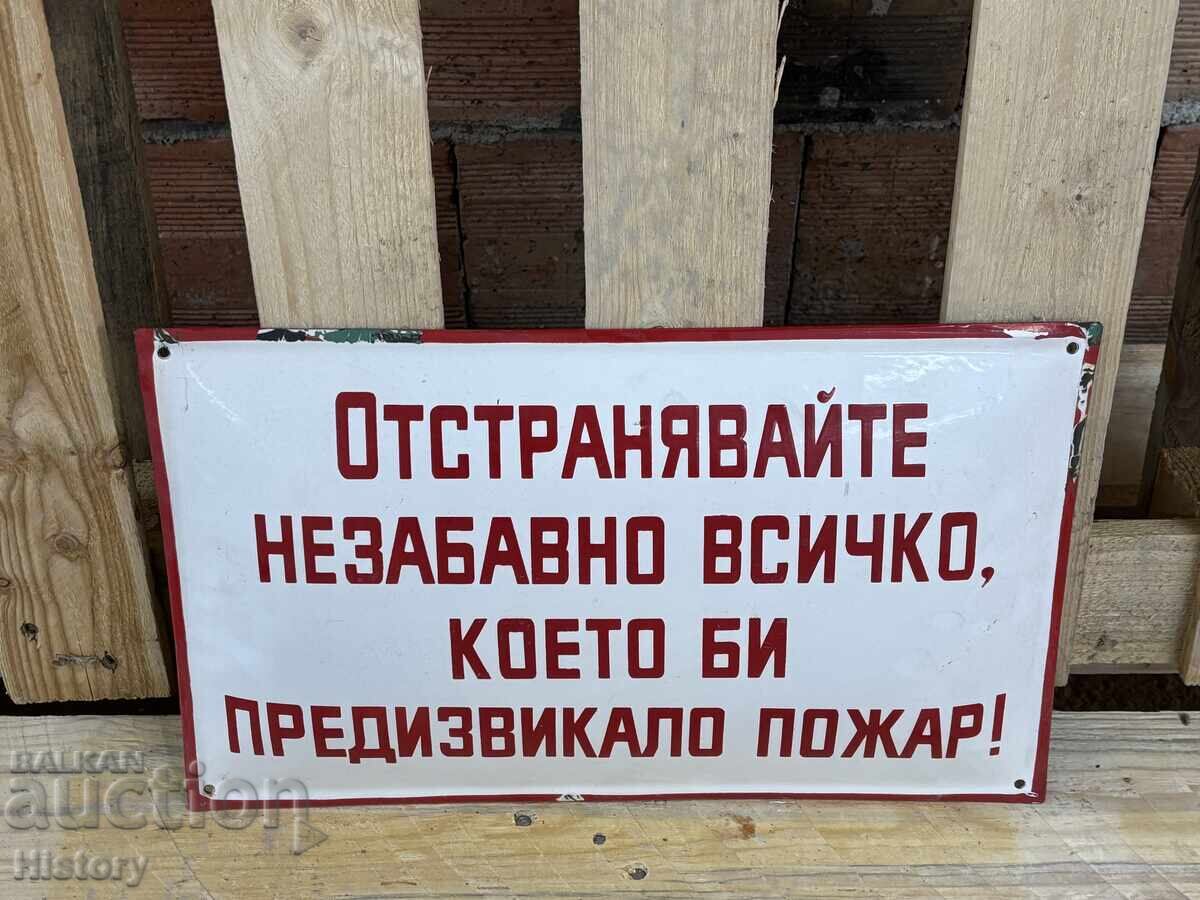 ОТСТРАНЯВАЙТЕ
НЕЗАБАВНО ВСИЧКО,
КОЕТО БИ
ПРЕДИЗВИКАЛО ПОЖАР!
BALKAN
auction
History